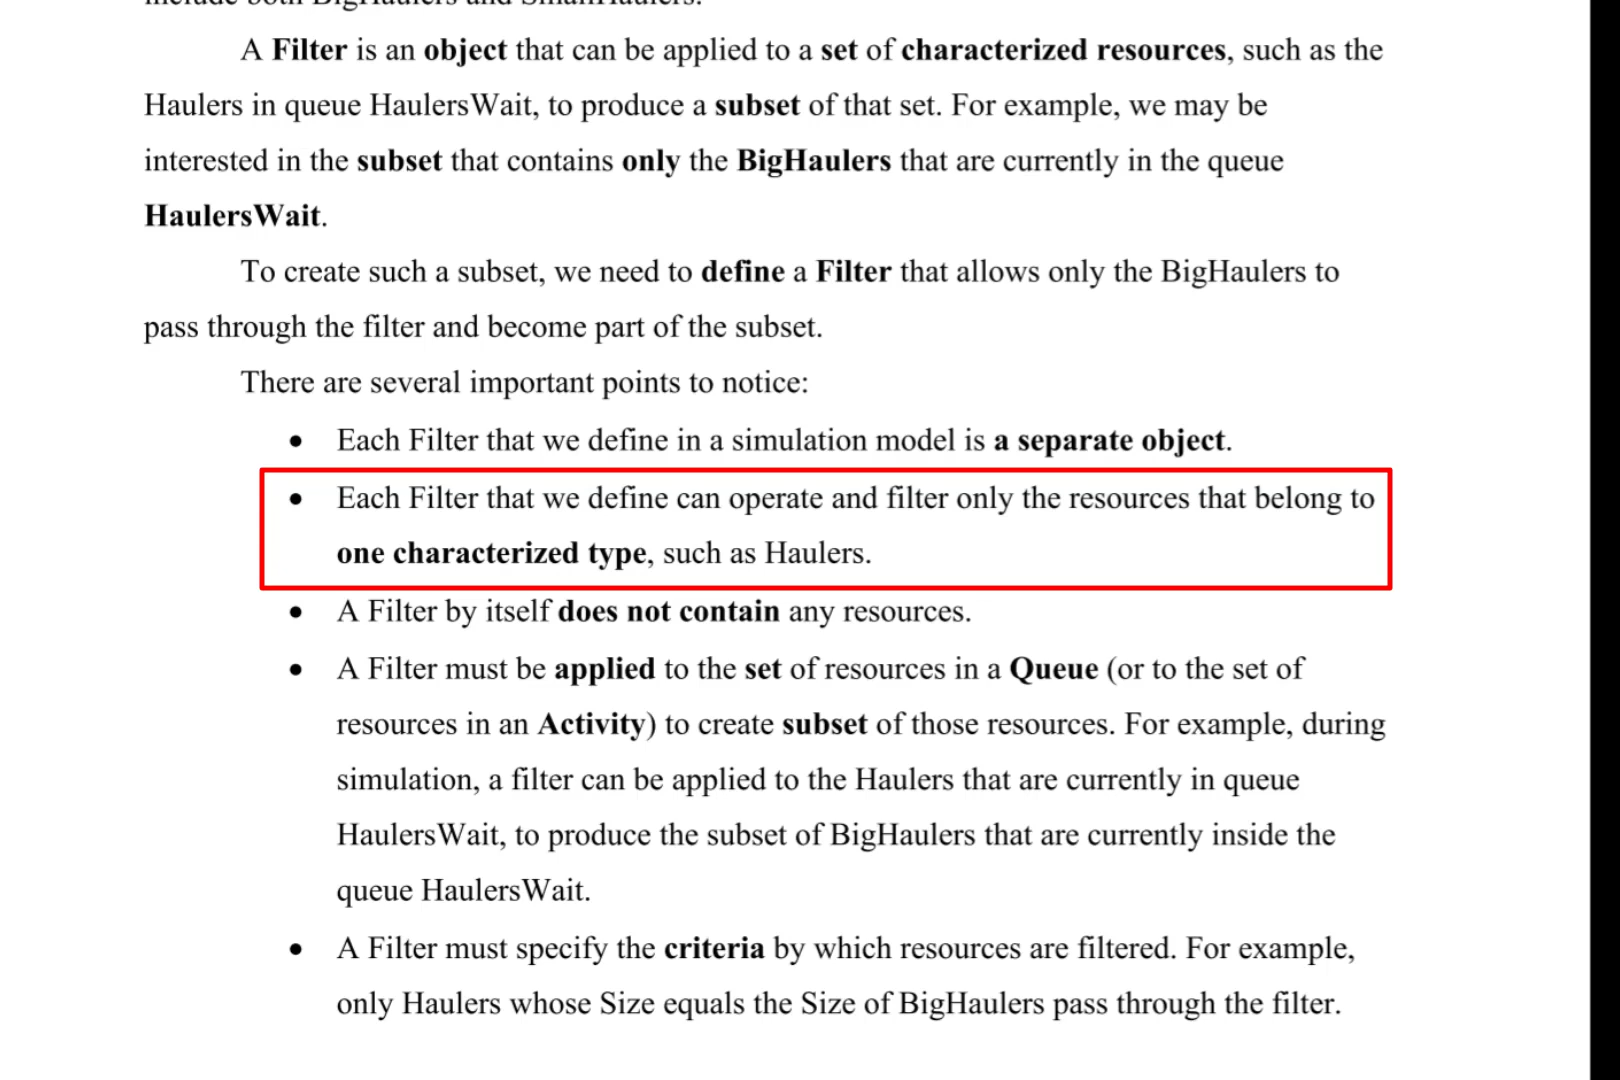 include both BigHaulers and SmallHaulers.
A Filter is an object that can be applied to a set of characterized resources, such as the
Haulers in queue HaulersWait, to produce a subset of that set. For example, we may be
interested in the subset that contains only the BigHaulers that are currently in the queue
HaulersWait.
To create such a subset, we need to define a Filter that allows only the BigHaulers to
pass through the filter and become part of the subset.
There are several important points to notice:
• Each Filter that we define in a simulation model is a separate object.
• Each Filter that we define can operate and filter only the resources that belong to
one characterized type, such as Haulers.
• A Filter by itself does not contain any resources.
• A Filter must be applied to the set of resources in a Queue (or to the set of
resources in an Activity) to create subset of those resources. For example, during
simulation, a filter can be applied to the Haulers that are currently in queue
HaulersWait, to produce the subset of BigHaulers that are currently inside the
queue HaulersWait.
• A Filter must specify the criteria by which resources are filtered. For example,
only Haulers whose Size equals the Size of BigHaulers pass through the filter.